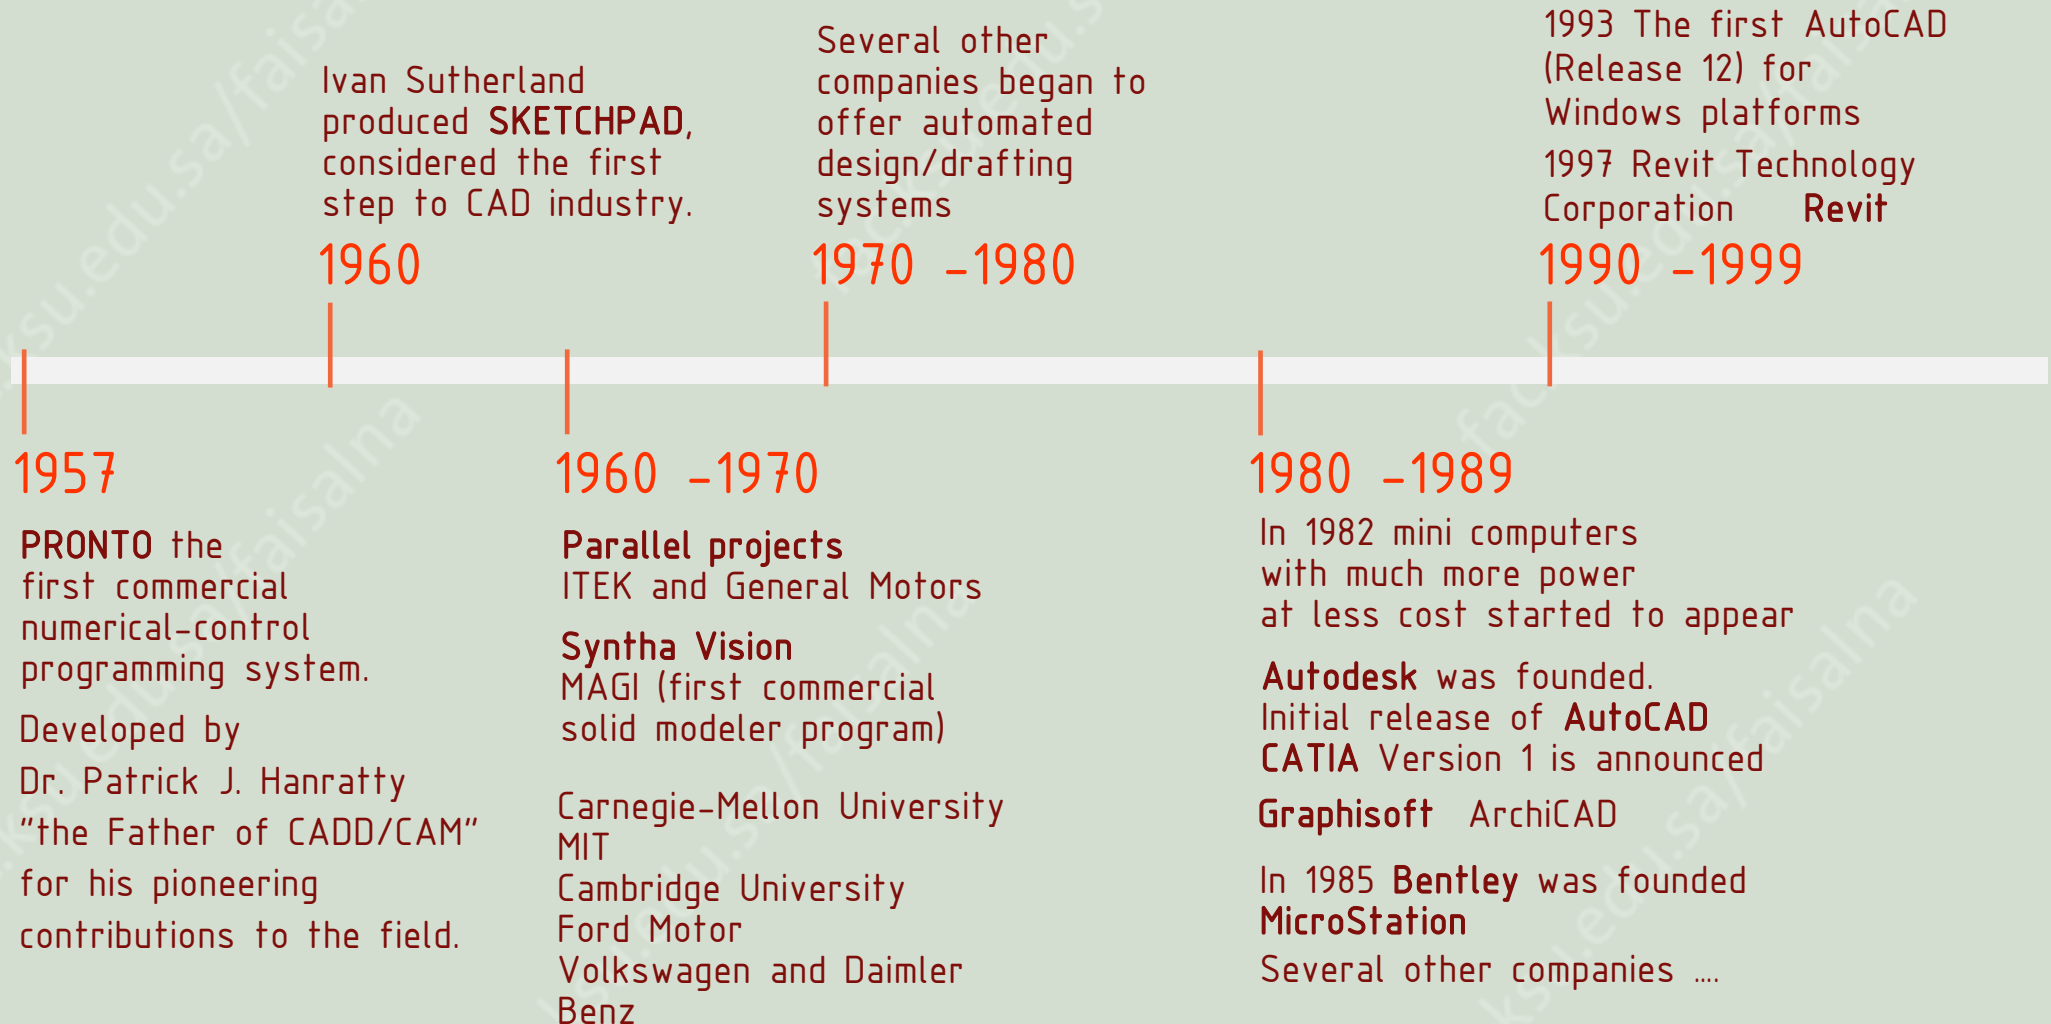 Ivan Sutherland
produced SKETCHPAD,
considered the first
step to CAD industry.
1960
Several other
companies began to
offer automated
design/drafting
systems
1970 -1980
1993 The first AutoCAD
(Release 12) for
Windows platforms
1997 Revit Technology
Corporation Revit
1990 -1999
1957
PRONTO the
first commercial
numerical-control
programming system.
Developed by
Dr. Patrick J. Hanratty
"the Father of CADD/CAM"
for his pioneering
contributions to the field.
1960 -1970
Parallel projects
ITEK and General Motors
Syntha Vision
MAGI (first commercial
solid modeler program)
Carnegie-Mellon University
MIT
Cambridge University
Ford Motor
Volkswagen and Daimler
Benz
1980 -1989
In 1982 mini computers
with much more power
at less cost started to appear
Autodesk was founded.
Initial release of AutoCAD
CATIA Version 1 is announced
Graphisoft ArchiCAD
In 1985 Bentley was founded
MicroStation
Several other companies ....